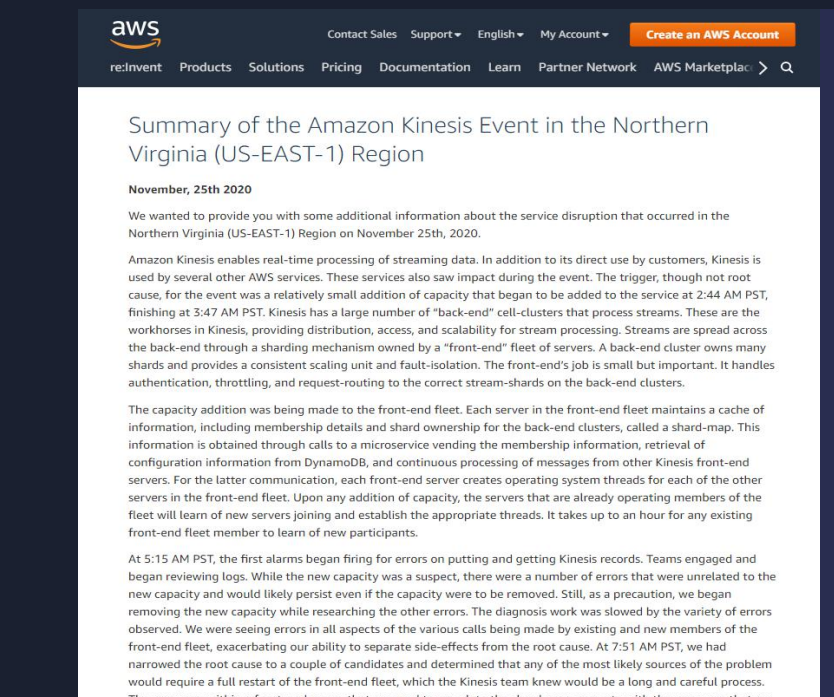 aws
Contact Sales Support English My Account Create an AWS Account
re:Invent Products Solutions Pricing Documentation Learn Partner Network AWS Marketplac
Summary of the Amazon Kinesis Event in the Northern
Virginia (US-EAST-1) Region
November, 25th 2020
We wanted to provide you with some additional information about the service disruption that occurred in the
Northern Virginia (US-EAST-1) Region on November 25th, 2020.
Amazon Kinesis enables real-time processing of streaming data. In addition to its direct use by customers, Kinesis is
used by several other AWS services. These services also saw impact during the event. The trigger, though not root
cause, for the event was a relatively small addition of capacity that began to be added to the service at 2:44 AM PST,
finishing at 3:47 AM PST. Kinesis has a large number of “back-end” cell-clusters that process streams. These are the
workhorses in Kinesis, providing distribution, access, and scalability for stream processing. Streams are spread across
the back-end through a sharding mechanism owned by a “front-end” fleet of servers. A back-end cluster owns many
shards and provides a consistent scaling unit and fault-isolation. The front-end’s job is small but important. It handles
authentication, throttling, and request-routing to the correct stream-shards on the back-end clusters.
The capacity addition was being made to the front-end fleet. Each server in the front-end fleet maintains a cache of
information, including membership details and shard ownership for the back-end clusters, called a shard-map. This
information is obtained through calls to a microservice vending the membership information, retrieval of
configuration information from DynamoDB, and continuous processing of messages from other Kinesis front-end
servers. For the latter communication, each front-end server creates operating system threads for each of the other
servers in the front-end fleet. Upon any addition of capacity, the servers that are already operating members of the
fleet will learn of new servers joining and establish the appropriate threads. It takes up to an hour for any existing
front-end fleet member to learn of new participants.
At 5:15 AM PST, the first alarms began firing for errors on putting and getting Kinesis records. Teams engaged and
began reviewing logs. While the new capacity was a suspect, there were a number of errors that were unrelated to the
new capacity and would likely persist even if the capacity were to be removed. Still, as a precaution, we began
removing the new capacity while researching the other errors. The diagnosis work was slowed by the variety of errors
observed. We were seeing errors in all aspects of the various calls being made by existing and new members of the
front-end fleet, exacerbating our ability to separate side-effects from the root cause. At 7:51 AM PST, we had
narrowed the root cause to a couple of candidates and determined that any of the most likely sources of the problem
would require a full restart of the front-end fleet, which the Kinesis team knew would be a long and careful process.